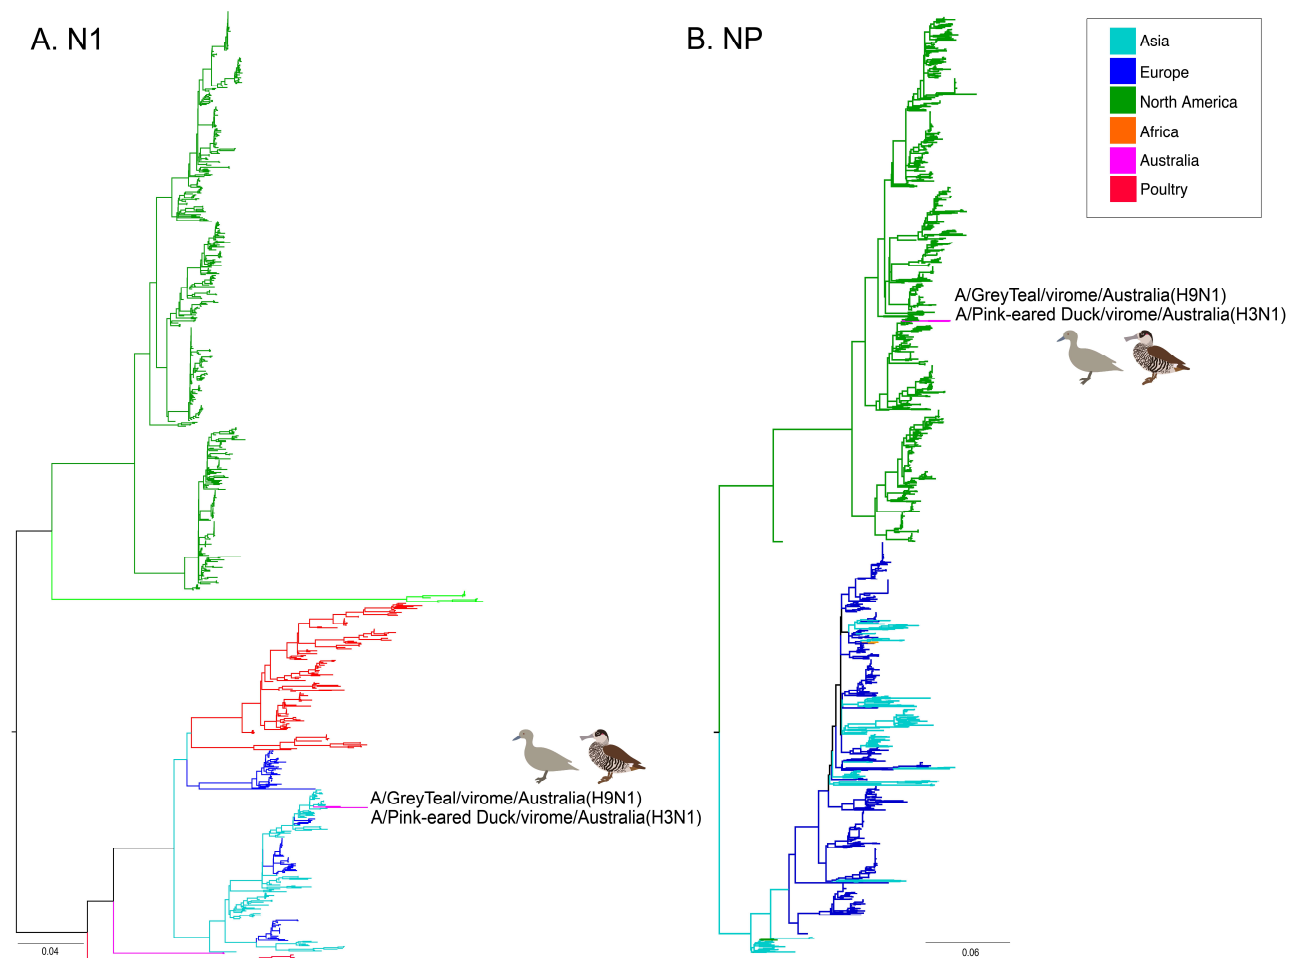 A. N1
B. NP
Asia
Europe
North America
Africa
Australia
Poultry
A/GreyTeal/virome/Australia(H9N1)
A/Pink-eared Duck/virome/Australia(H3N1)
A/GreyTeal/virome/Australia(H9N1)
A/Pink-eared Duck/virome/Australia(H3N1)
0.04
0.06